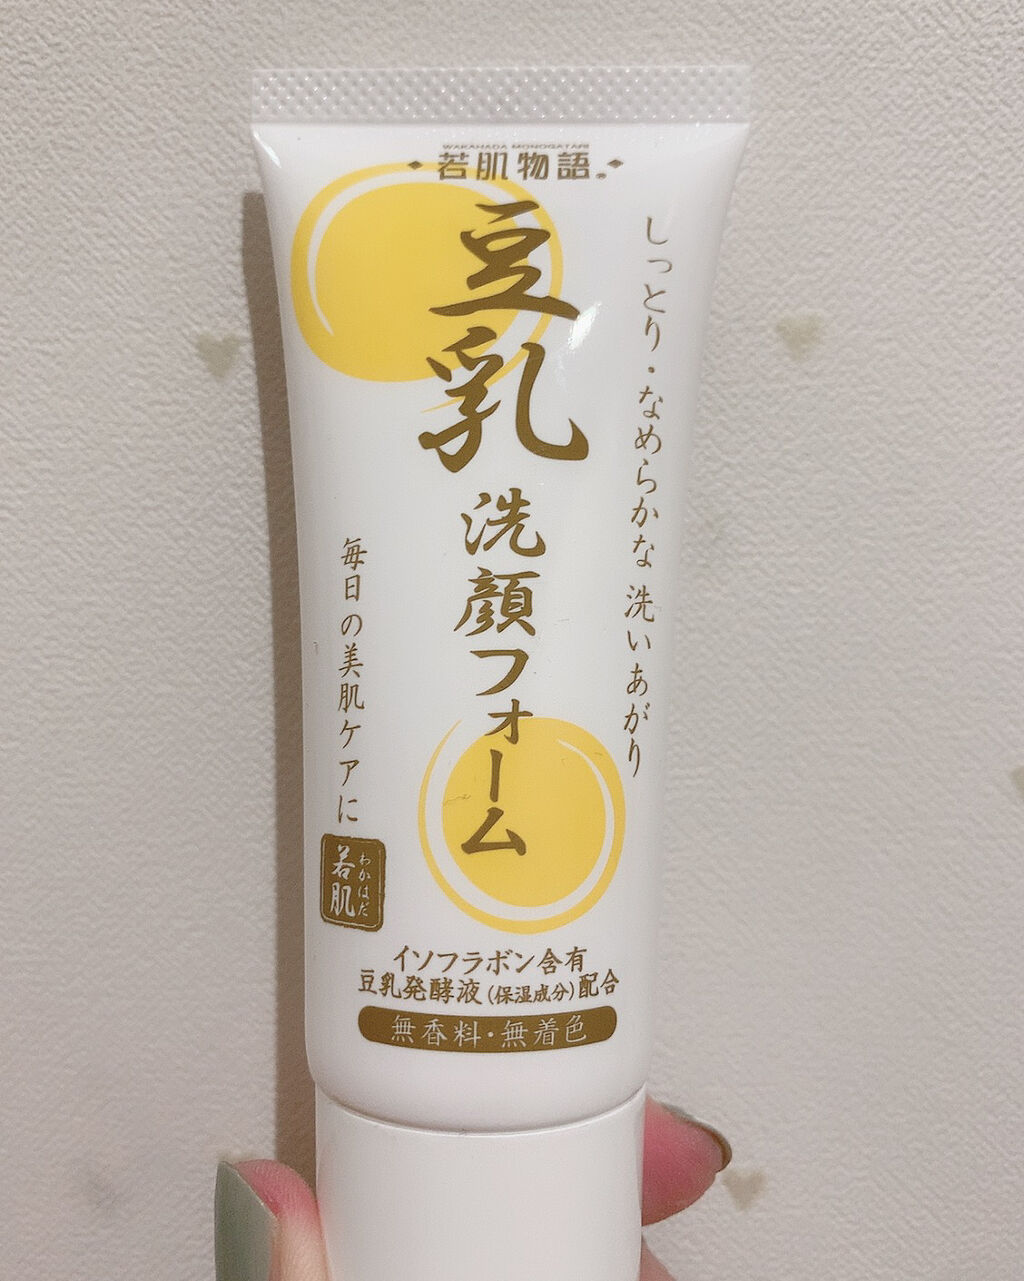 WAKAHADA MONOGATARI
若肌物語®
しっとり・なめらかな 洗いあがり
豆乳
洗顔フォーム
毎日の美肌ケアに
わかはだ
若肌
イソフラボン含有
豆乳発酵液(保湿成分)配合
無香料・無着色